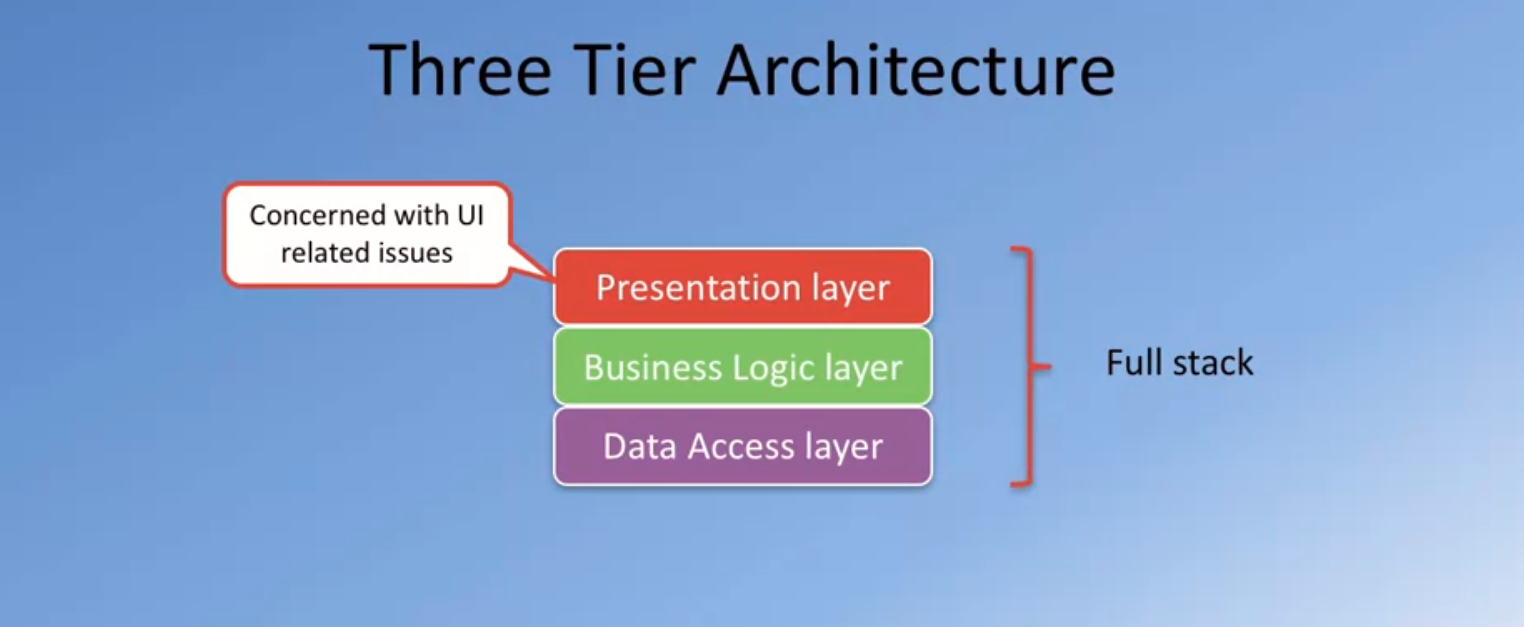 Three Tier Architecture
Concerned with UI
related issues
Presentation layer
Business Logic layer
Data Access layer
Full stack